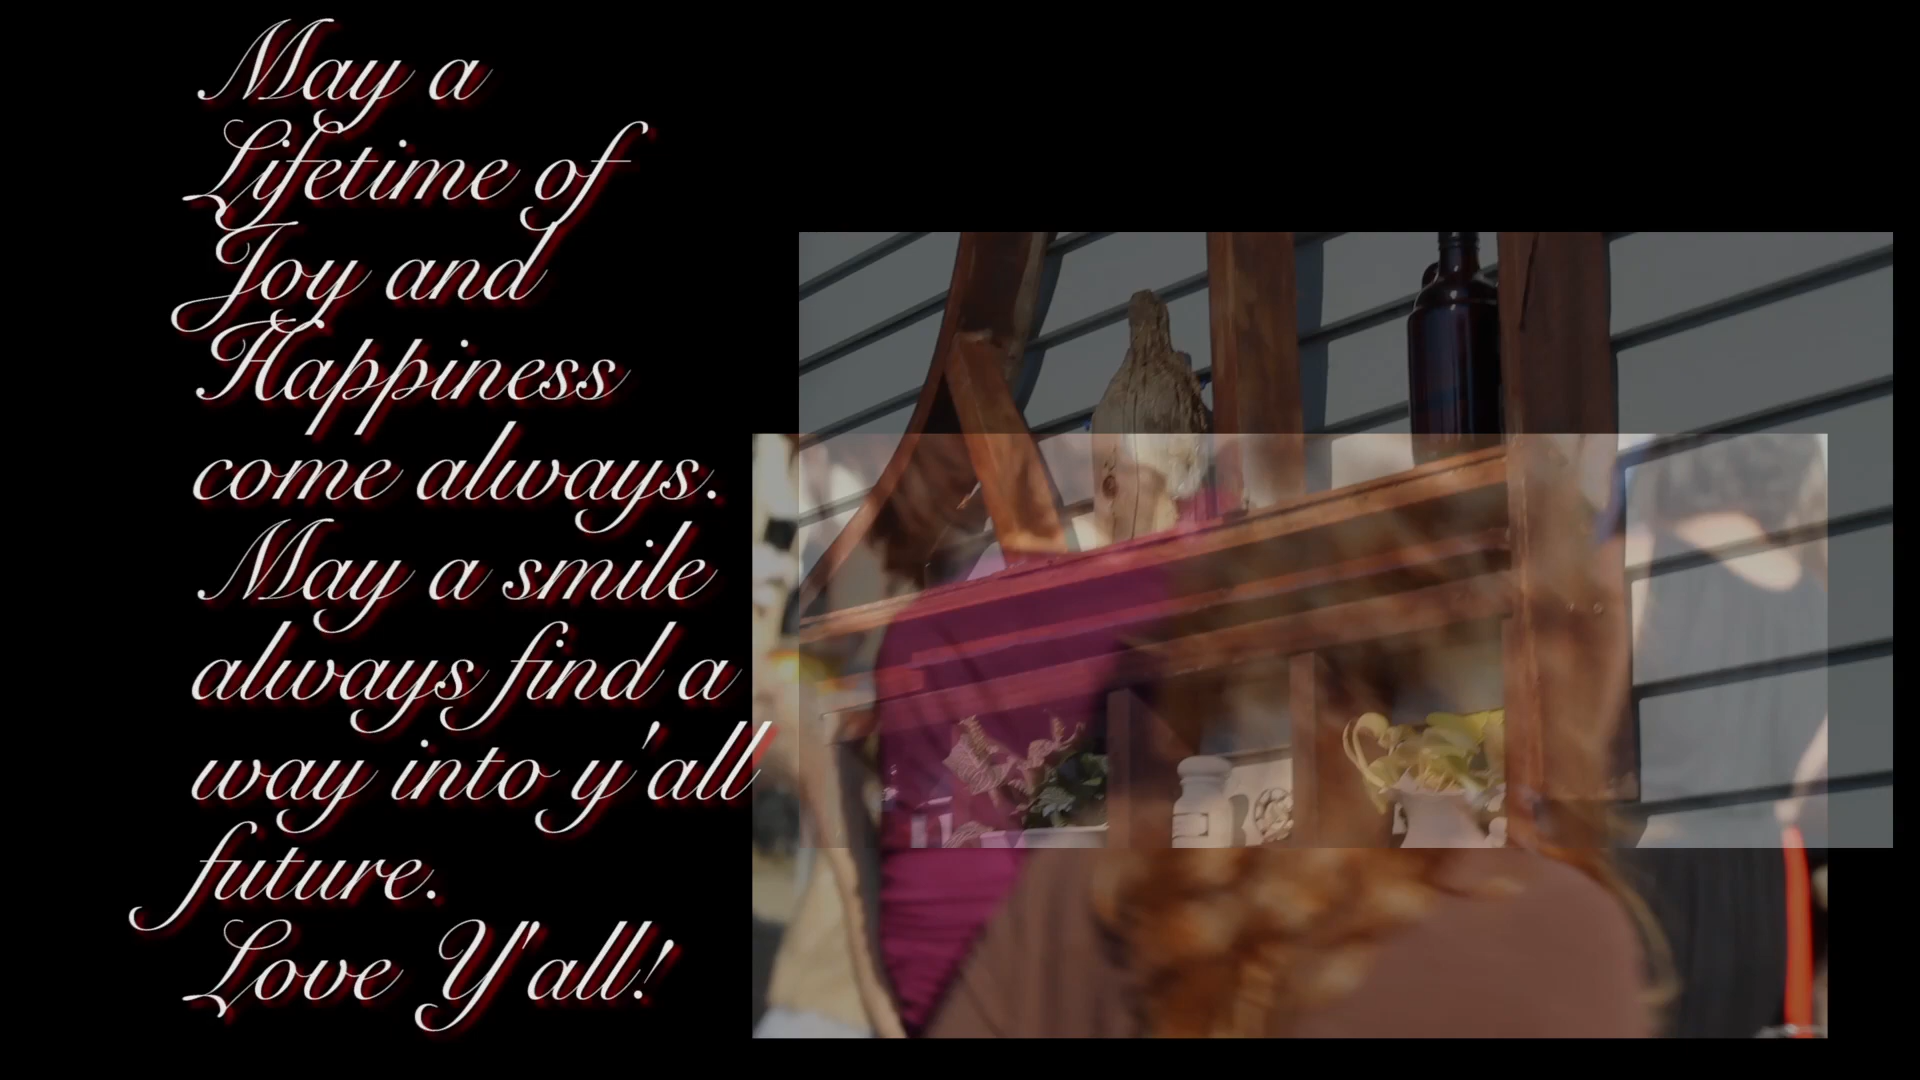 May a
Lifetime of
Joy and
Happiness
come always.
May a smile
always find a
way into y'all
future.
Love Y'all!